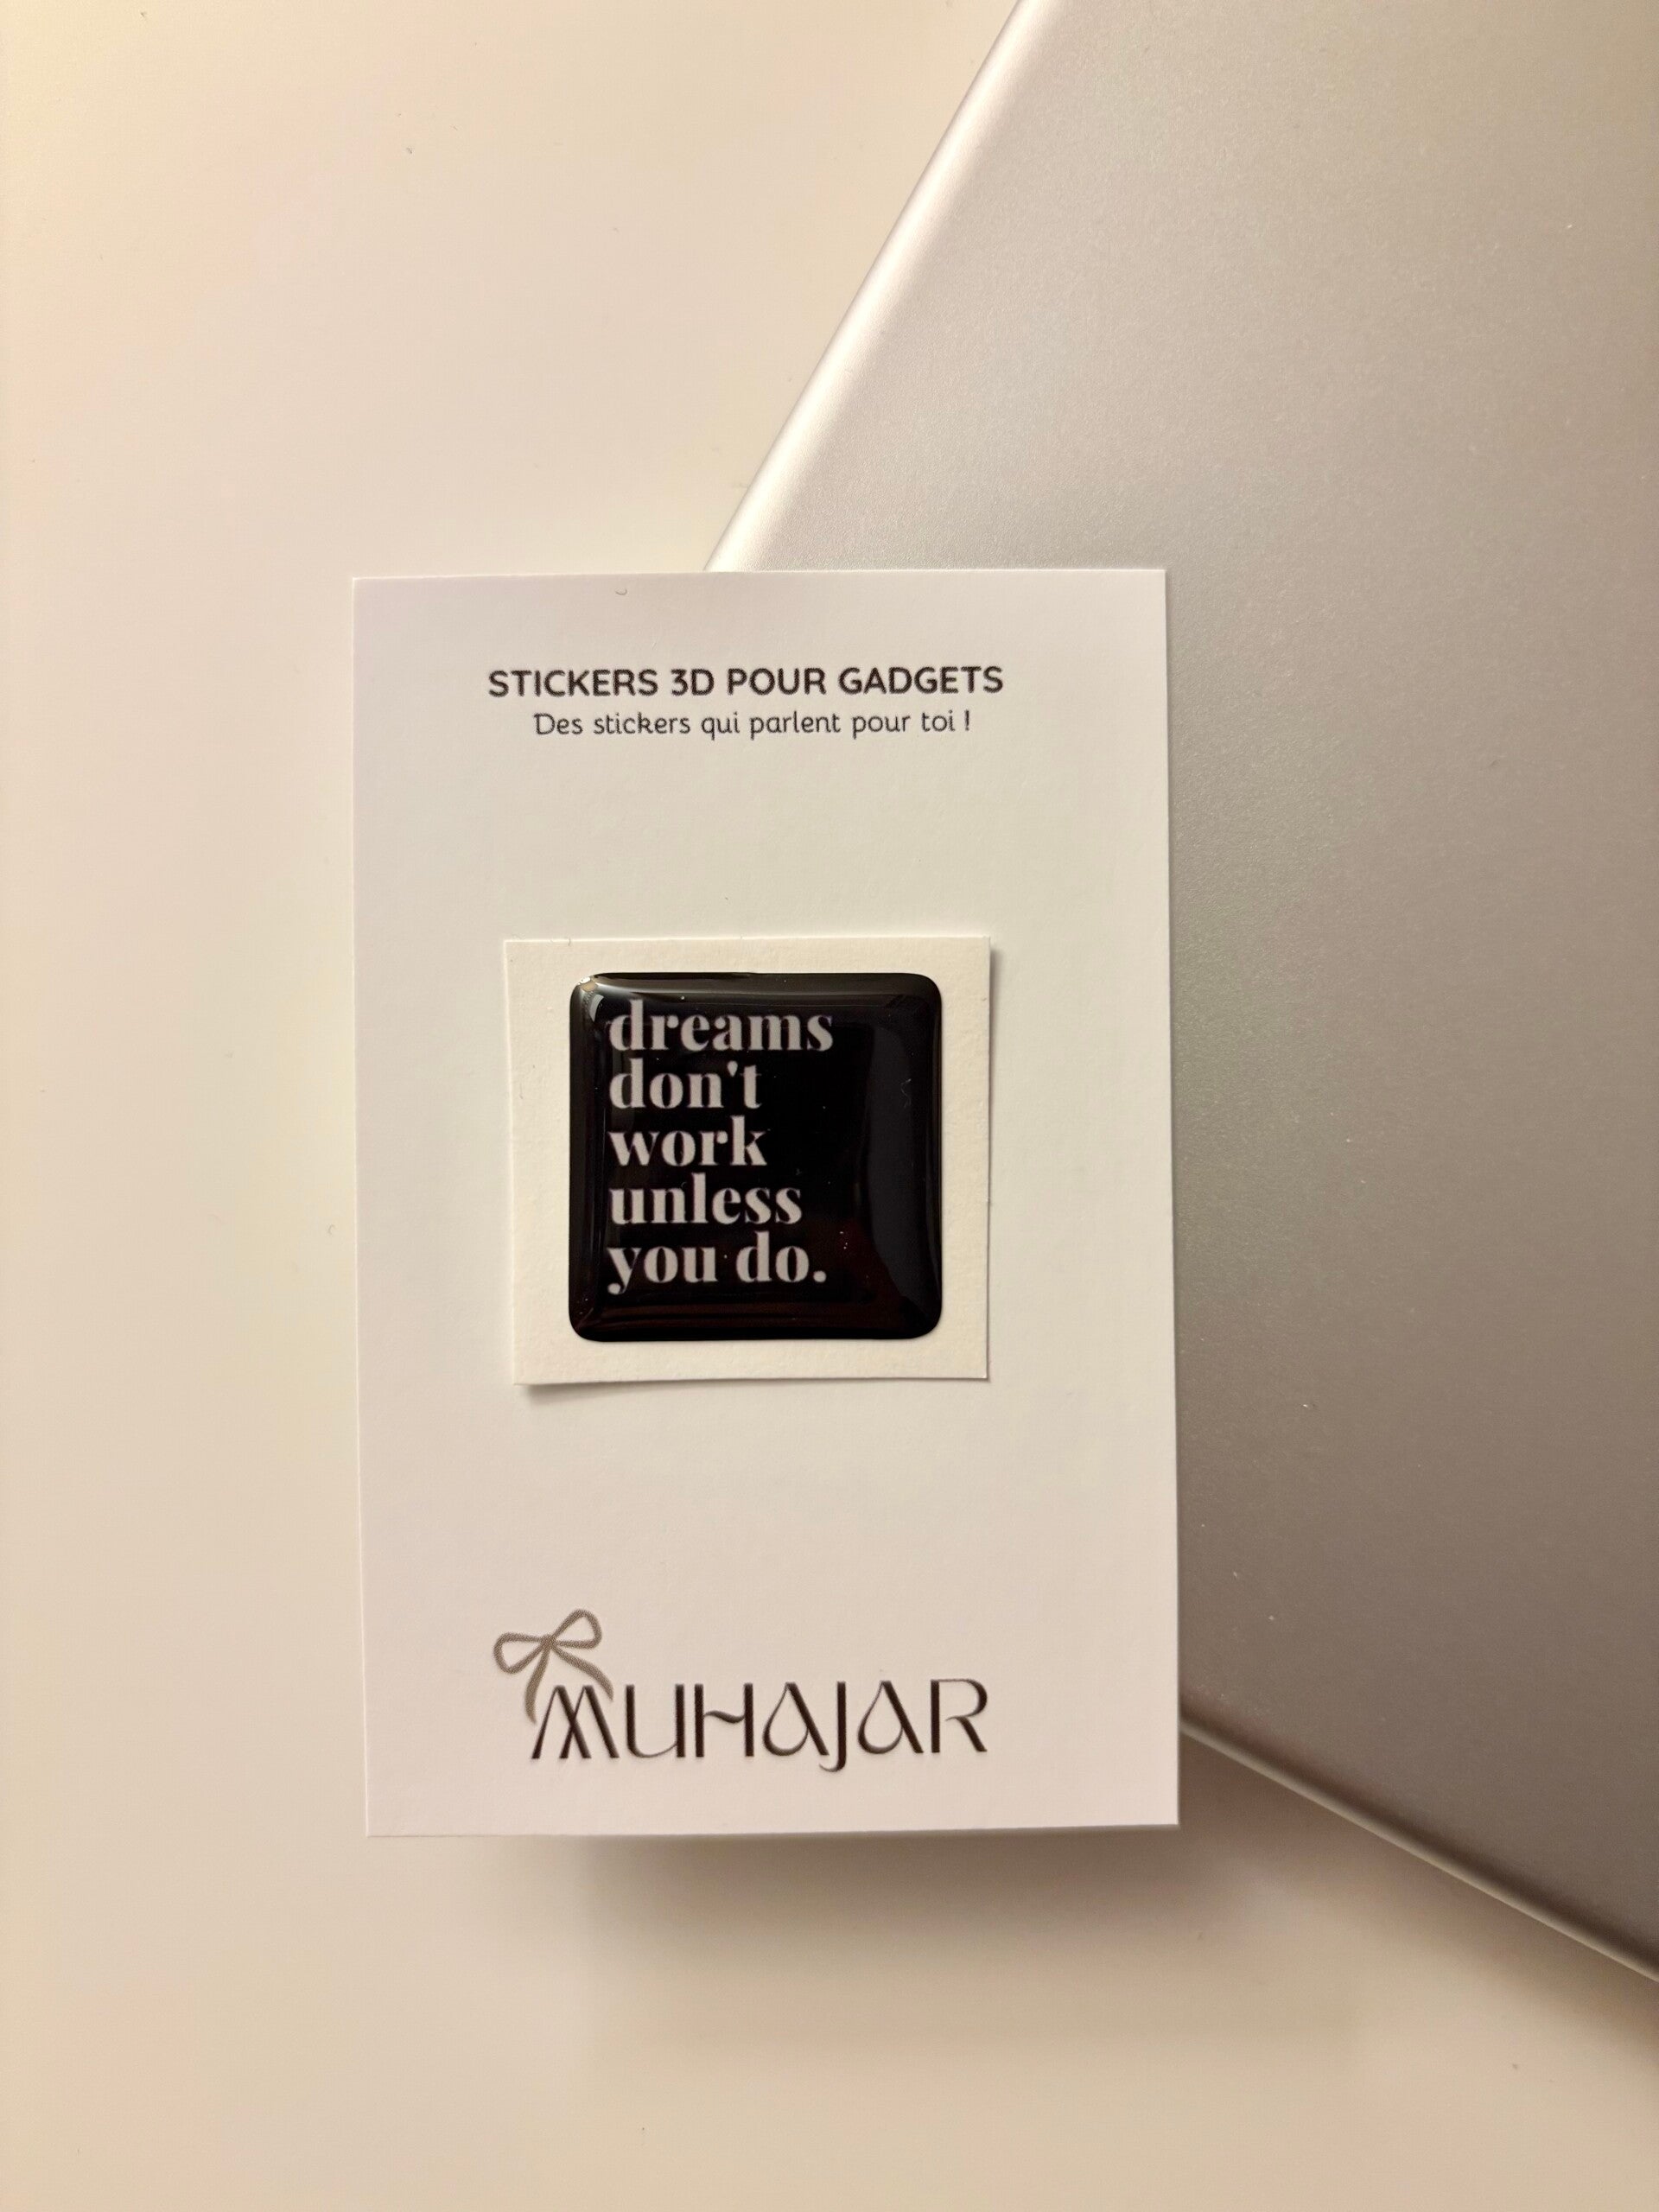 STICKERS 3D POUR GADGETS
Des stickers qui parlent pour toi !
dreams
don't
work
unless
you do.
MUHAJAR